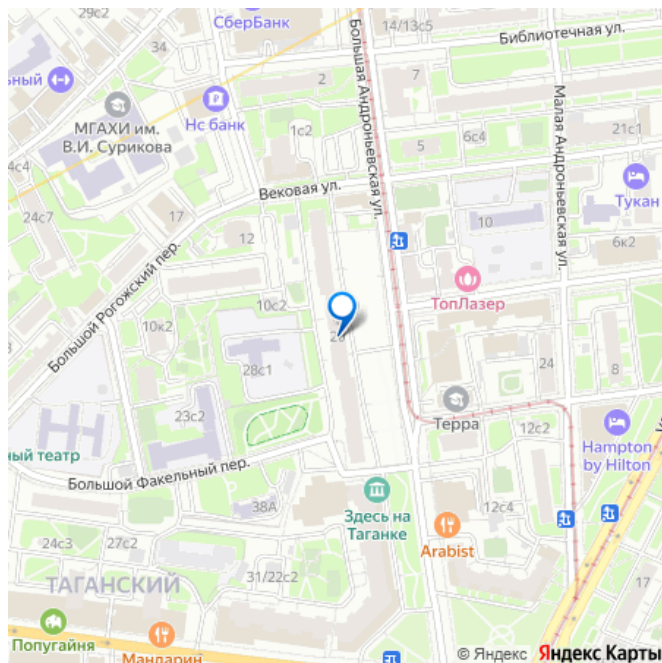 29с2
СберБанк
14/13с5
Библиотечная ул.
34
2
7
Большая Андроньевская ул.
Малая Андроньевская ул.
льный
МГАХИ им.
В.И. Сурикова
Нс банк
1с2
5
6с4
21с1
4с4
Вековая ул.
Тукан
24с7
17
12
10
6к2
Большой Рогожский пер.
10с2
ТопЛазер
10к2
28с1
24
8
23с2
Терра
12с2
Hampton
by Hilton
ный театр
Большой Факельный пер.
38А
Здесь на
Таганке
12с4
Arabist
24с3
27с2
31/22с2
ТАГАНСКИЙ
17
Попугайня
Мандарин
© Яндекс
Яндекс Карты